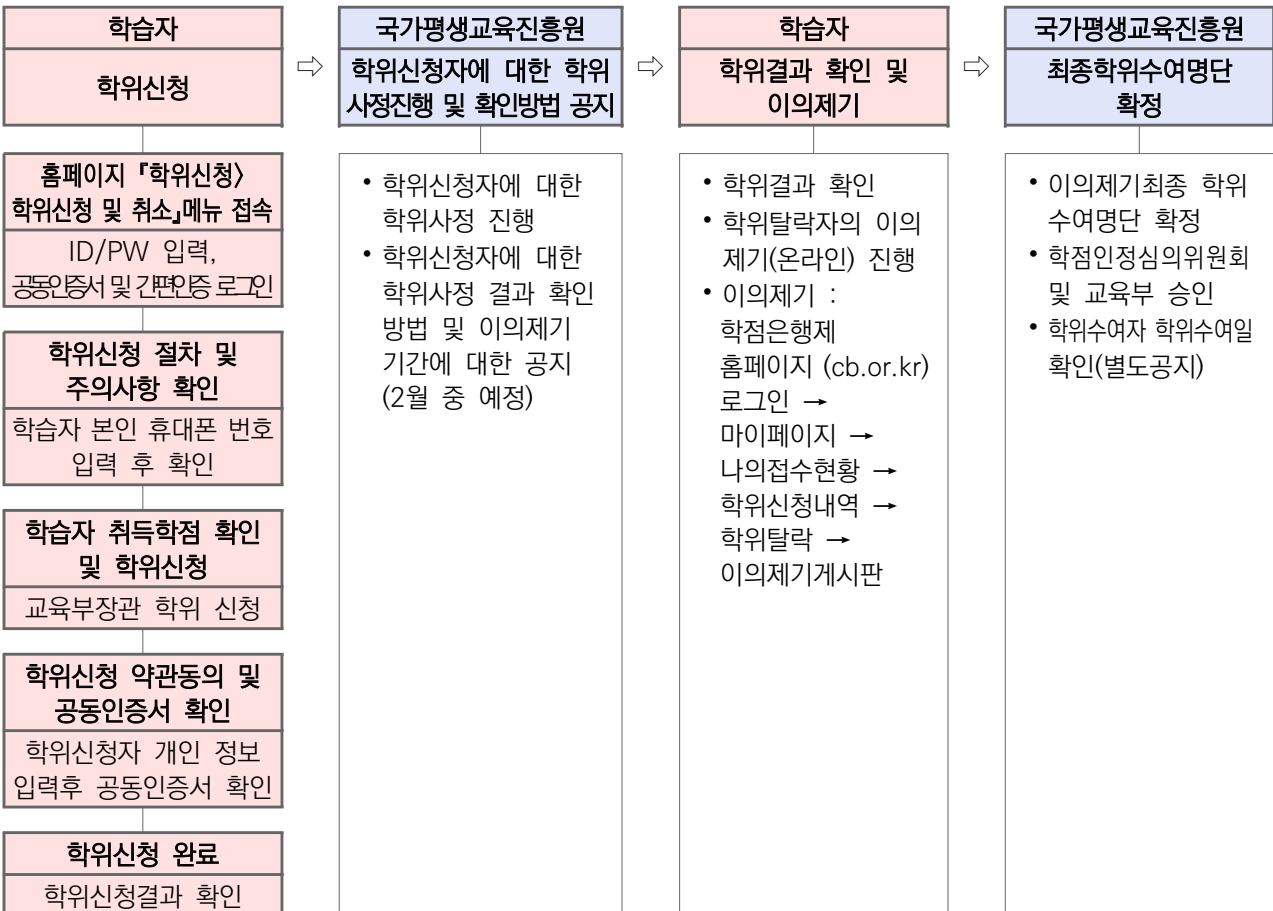 학습자
학위신청
홈페이지 『학위신청〉
학위신청 및 취소』메뉴 접속
ID/PW 입력,
공동인증서 및 간편인증 로그인
학위신청 절차 및
주의사항 확인
학습자 본인 휴대폰 번호
입력 후 확인
학습자 취득학점 확인
및 학위신청
교육부장관 학위 신청
학위신청 약관동의 및
공동인증서 확인
학위신청자 개인 정보
입력후 공동인증서 확인
학위신청 완료
학위신청결과 확인
⇨
국가평생교육진흥원
학위신청자에 대한 학위
사정진행 및 확인방법 공지
• 학위신청자에 대한
학위사정 진행
• 학위신청자에 대한
학위사정 결과 확인
방법 및 이의제기
기간에 대한 공지
(2월 중 예정)
⇨
학습자
학위결과 확인 및
이의제기
• 학위결과 확인
• 학위탈락자의 이의
제기(온라인) 진행
• 이의제기 :
학점은행제
홈페이지 (cb.or.kr)
로그인 →
마이페이지 →
나의접수현황 →
학위신청내역 →
학위탈락 →
이의제기게시판
⇨
국가평생교육진흥원
최종학위수여명단
확정
• 이의제기최종 학위
수여명단 확정
• 학점인정심의위원회
및 교육부 승인
• 학위수여자 학위수여일
확인(별도공지)